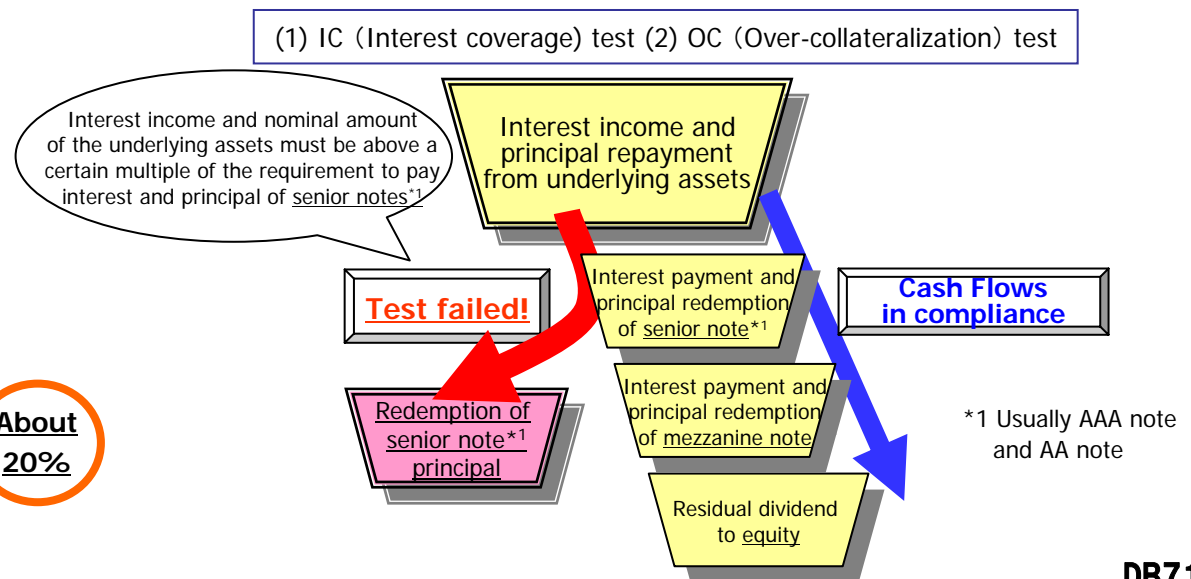 (1) IC (Interest coverage) test (2) OC (Over-collateralization) test
Interest income and nominal amount
of the underlying assets must be above a
certain multiple of the requirement to pay
interest and principal of senior notes*1
Interest income and
principal repayment
from underlying assets
Test failed!
Interest payment and
principal redemption
of senior note*1
Cash Flows
in compliance
Redemption of
senior note*1
principal
Interest payment and
principal redemption
of mezzanine note
*1 Usually AAA note
and AA note
About
20%
Residual dividend
to equity
DBZ1